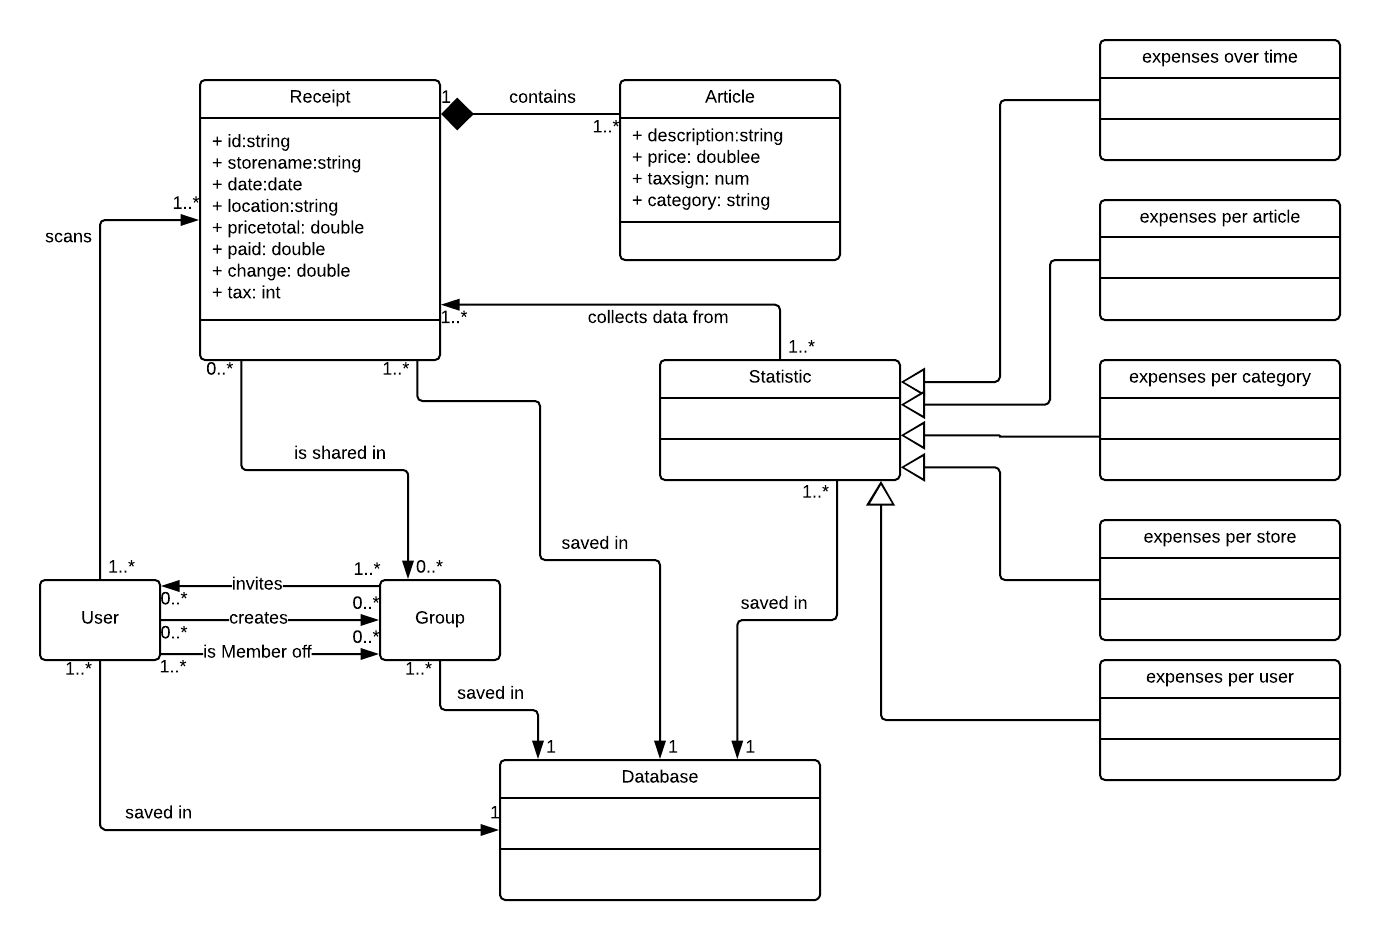 expenses over time
Receipt
1
contains
Article
1..*
+ id:string
+ storename:string
+ date:date
+ location:string
+ pricetotal: double
+ paid: double
+ change: double
+ tax: int
+ description:string
+ price: doublee
+ taxsign: num
+ category: string
1..*
scans
expenses per article
1..*
collects data from
1..*
0..*
1..*
Statistic
expenses per category
is shared in
1..*
saved in
expenses per store
1..*
1..*
0..*
invites
0..*
0..*
User
creates
Group
0..*
0..*
is Member off
1..*
1..*
1..*
saved in
saved in
expenses per user
1
1
1
Database
saved in
1